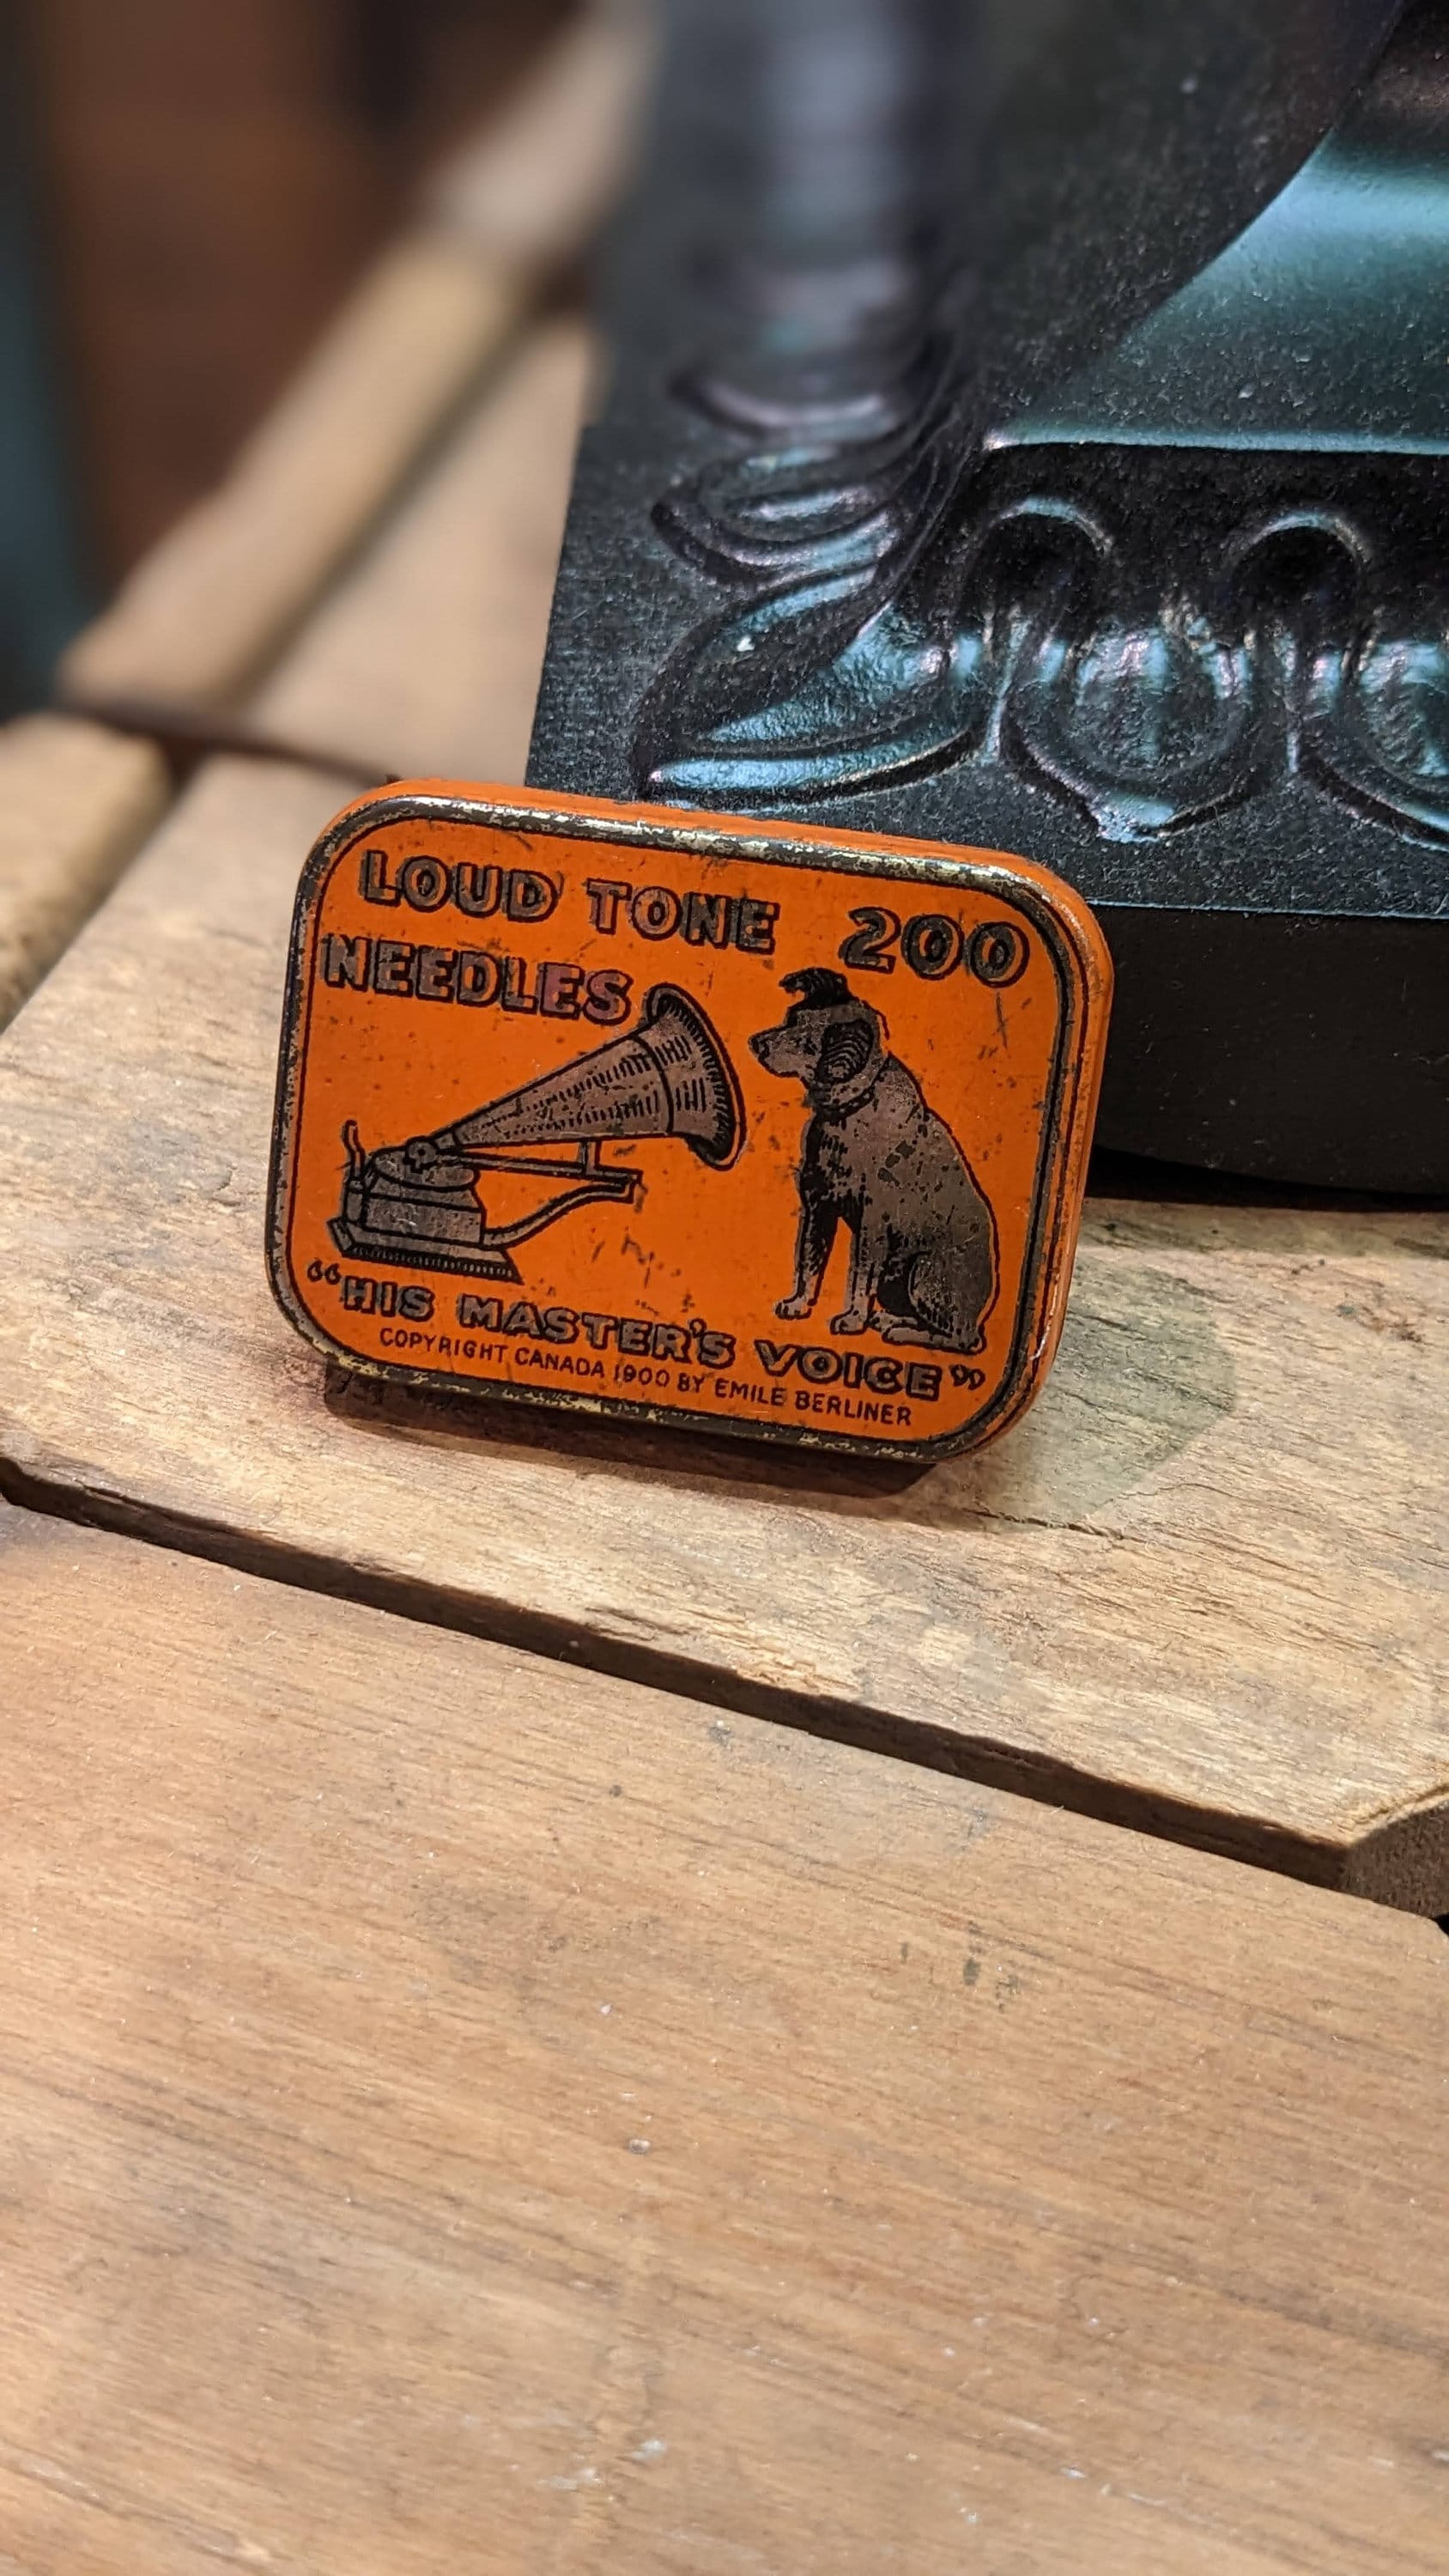 LOUD TONE 200
NEEDLES
“HIS MASTER'S VOICE”
COPYRIGHT CANADA 1900 BY EMILE BERLINER